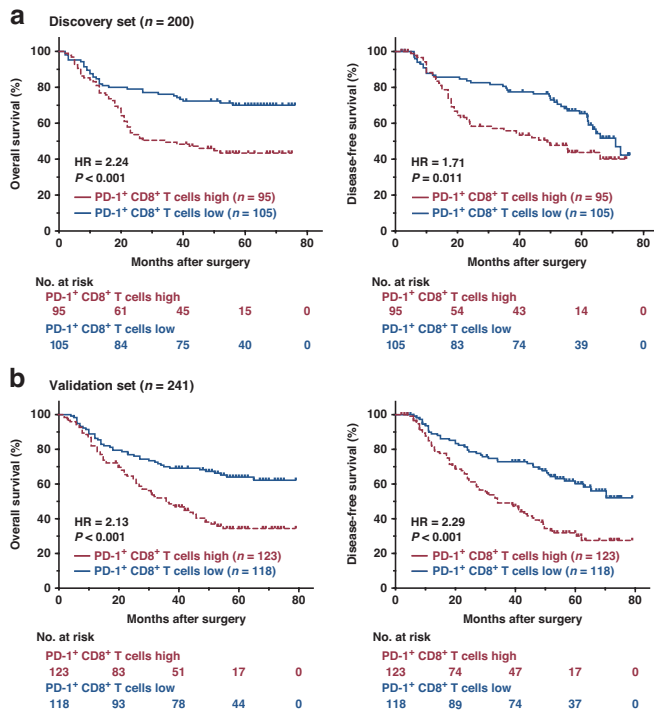 a Discovery set (n = 200)
100
80
60
40
20
0
Overall survival (%)
HR = 2.24
P < 0.001
PD-1+ CD8+ T cells high (n = 95)
PD-1+ CD8+ T cells low (n = 105)
0 20 40 60 80
Months after surgery
No. at risk
PD-1+ CD8+ T cells high
95 61 45 15 0
PD-1+ CD8+ T cells low
105 84 75 40 0
100
80
60
40
20
0
Disease-free survival (%)
HR = 1.71
P = 0.011
PD-1+ CD8+ T cells high (n = 95)
PD-1+ CD8+ T cells low (n = 105)
0 20 40 60 80
Months after surgery
No. at risk
PD-1+ CD8+ T cells high
95 54 43 14 0
PD-1+ CD8+ T cells low
105 83 74 39 0
b Validation set (n = 241)
100
80
60
40
20
0
Overall survival (%)
HR = 2.13
P < 0.001
PD-1+ CD8+ T cells high (n = 123)
PD-1+ CD8+ T cells low (n = 118)
0 20 40 60 80
Months after surgery
No. at risk
PD-1+ CD8+ T cells high
123 83 51 17 0
PD-1+ CD8+ T cells low
118 93 78 44 0
100
80
60
40
20
0
Disease-free survival (%)
HR = 2.29
P < 0.001
PD-1+ CD8+ T cells high (n = 123)
PD-1+ CD8+ T cells low (n = 118)
0 20 40 60 80
Months after surgery
No. at risk
PD-1+ CD8+ T cells high
123 74 47 17 0
PD-1+ CD8+ T cells low
118 89 74 37 0